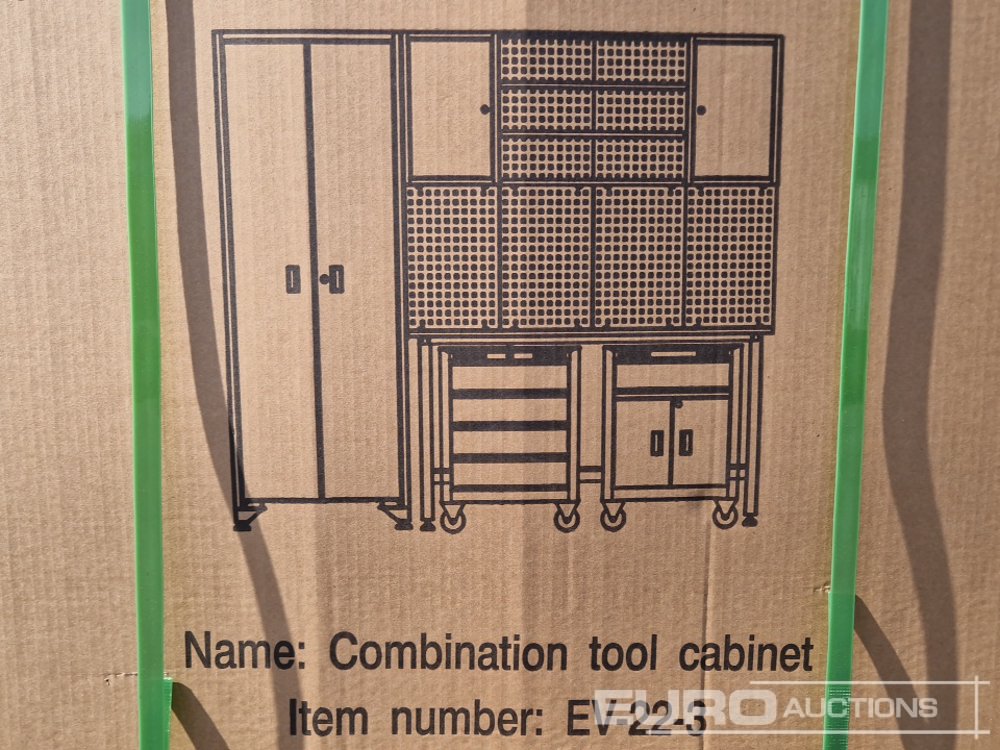 Name: Combination tool cabinet
Item number: EV-22-5
EURO AUCTIONS